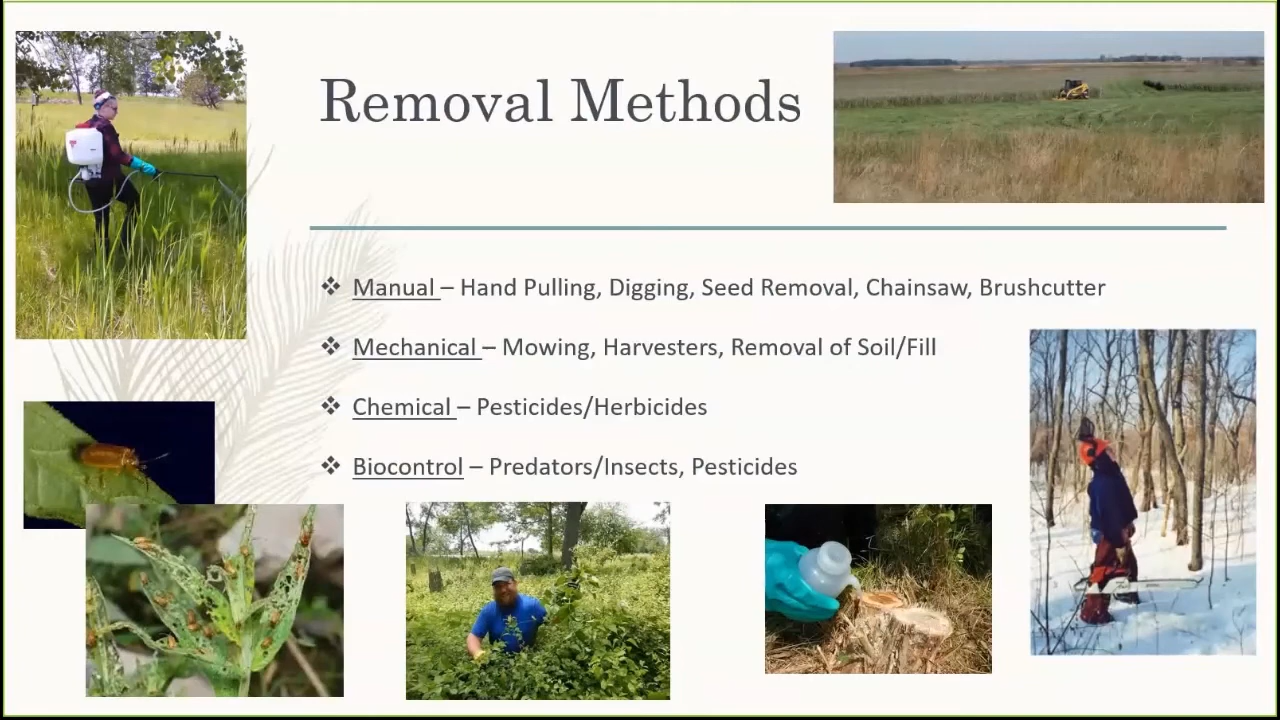 Removal Methods
❖ Manual – Hand Pulling, Digging, Seed Removal, Chainsaw, Brushcutter
❖ Mechanical – Mowing, Harvesters, Removal of Soil/Fill
❖ Chemical – Pesticides/Herbicides
❖ Biocontrol – Predators/Insects, Pesticides